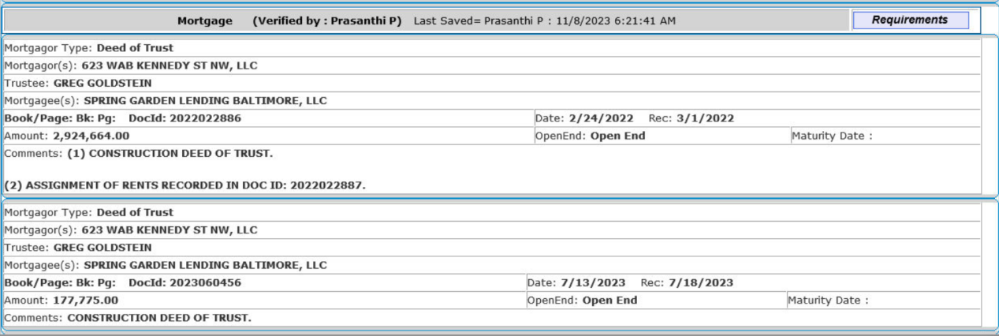 Mortgage (Verified by : Prasanthi P) Last Saved= Prasanthi P : 11/8/2023 6:21:41 AM Requirements
Mortgagor Type: Deed of Trust
Mortgagor(s): 623 WAB KENNEDY ST NW, LLC
Trustee: GREG GOLDSTEIN
Mortgagee(s): SPRING GARDEN LENDING BALTIMORE, LLC
Book/Page: Bk: Pg: DocId: 2022022886 Date: 2/24/2022 Rec: 3/1/2022
Amount: 2,924,664.00 OpenEnd: Open End Maturity Date :
Comments: (1) CONSTRUCTION DEED OF TRUST.
(2) ASSIGNMENT OF RENTS RECORDED IN DOC ID: 2022022887.
Mortgagor Type: Deed of Trust
Mortgagor(s): 623 WAB KENNEDY ST NW, LLC
Trustee: GREG GOLDSTEIN
Mortgagee(s): SPRING GARDEN LENDING BALTIMORE, LLC
Book/Page: Bk: Pg: DocId: 2023060456 Date: 7/13/2023 Rec: 7/18/2023
Amount: 177,775.00 OpenEnd: Open End Maturity Date :
Comments: CONSTRUCTION DEED OF TRUST.